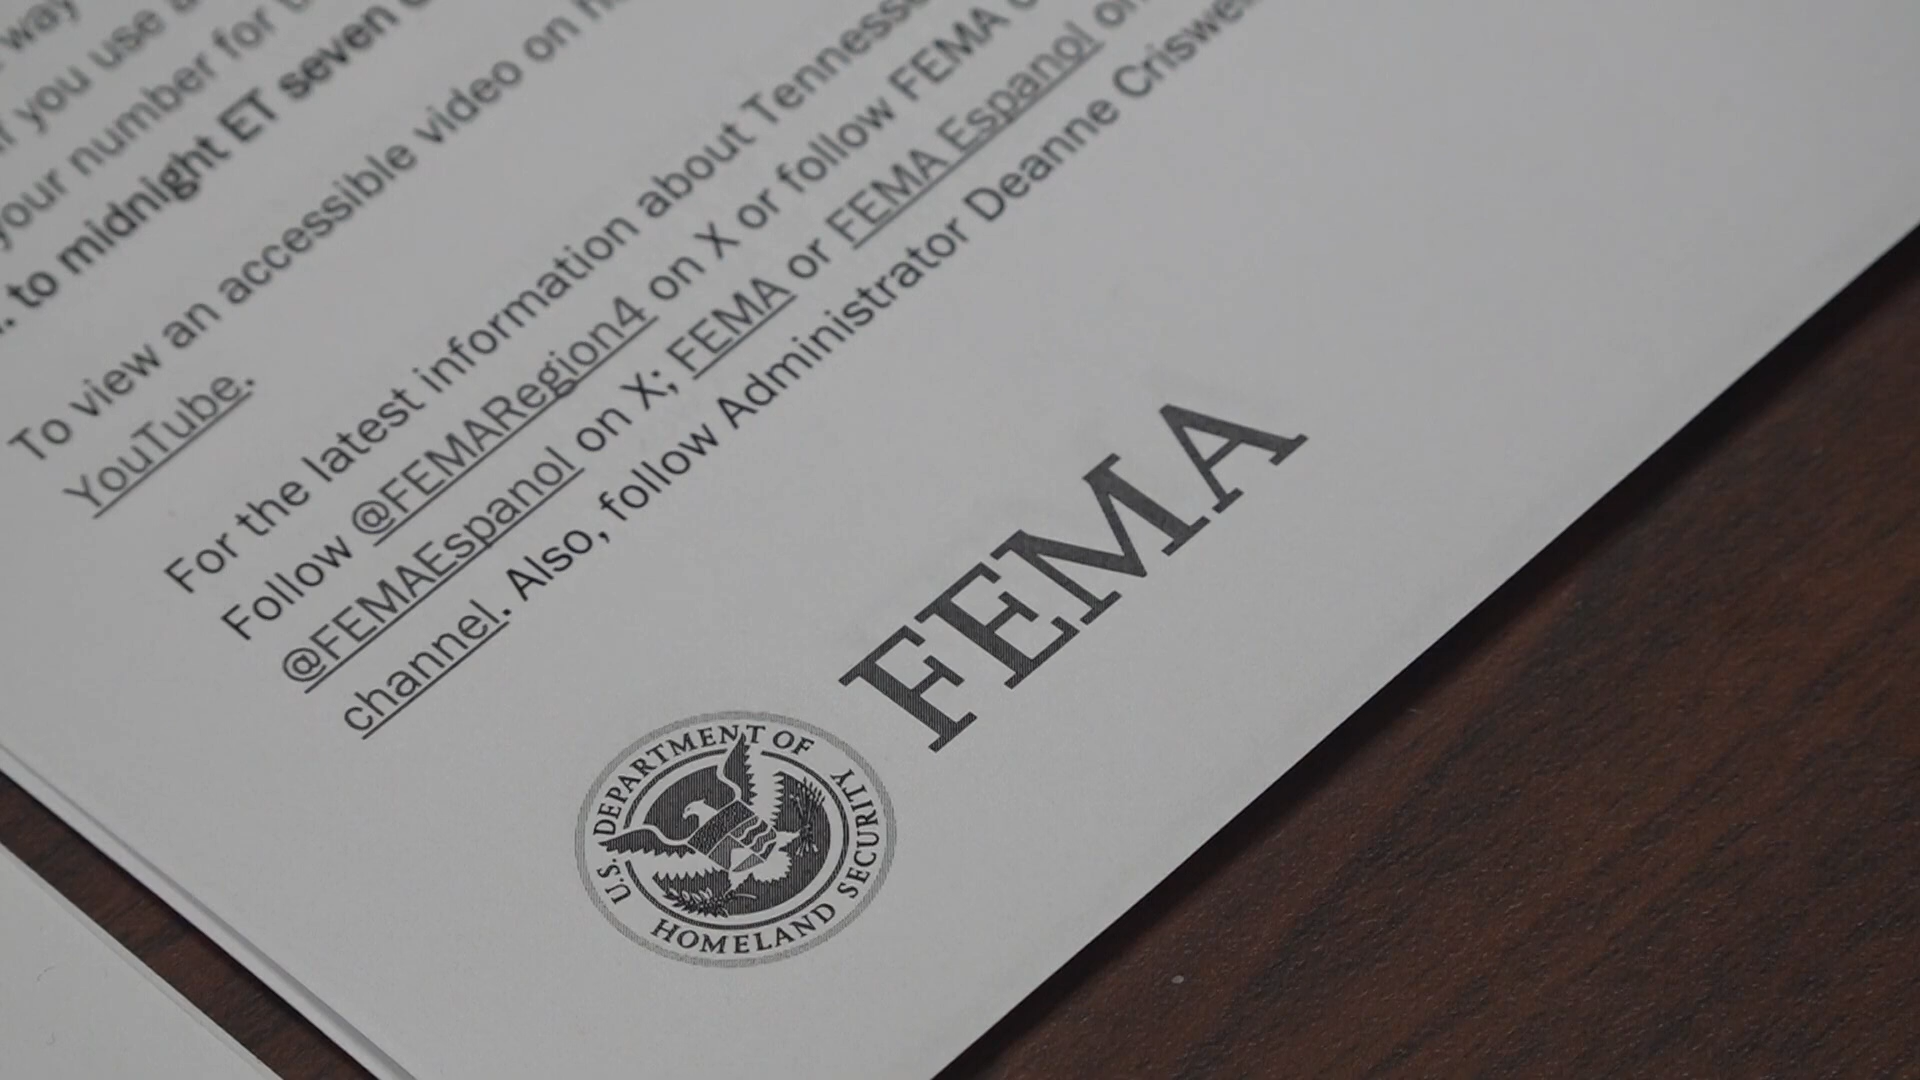 way
if you use a
your number for
to midnight ET seven
To view an accessible video on
YouTube.
For the latest information about
Follow @FEMARegion4 on X or follow FEMA
@FEMAEspanol on X; FEMA or FEMA Espanol on
channel. Also, follow Administrator Deanne
FEMA
U.S. DEPARTMENT OF HOMELAND SECURITY